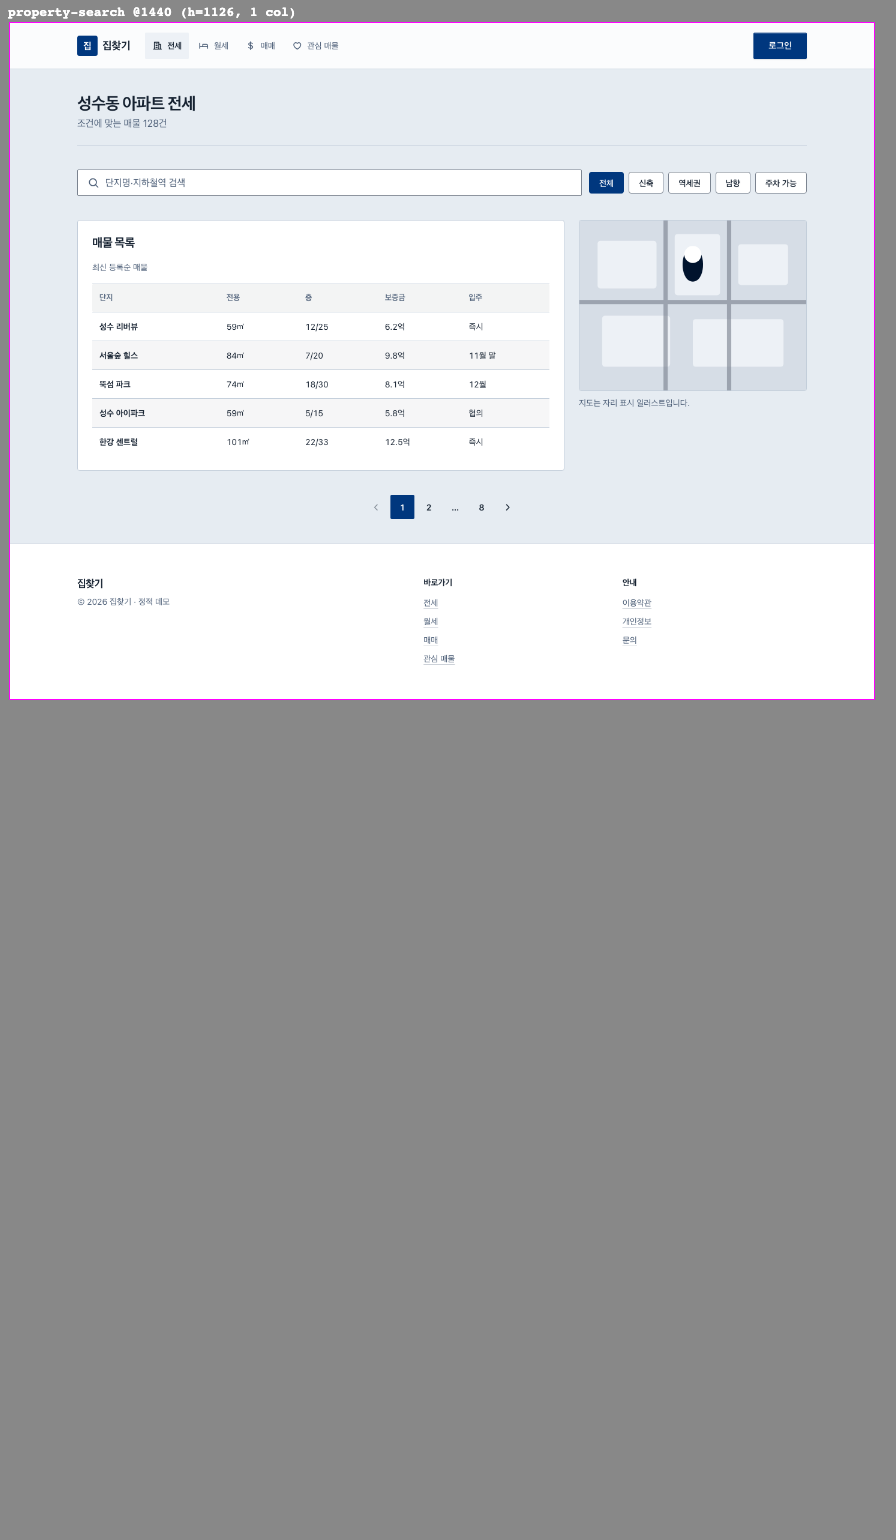 property-search @1440 (h=1126, 1 col)
집 집찾기 전세 월세 매매 관심 매물 로그인
성수동 아파트 전세
조건에 맞는 매물 128건
단지명·지하철역 검색 전체 신축 역세권 남향 주차 가능
매물 목록
최신 등록순 매물
단지 전용 층 보증금 입주
성수 리버뷰 59㎡ 12/25 6.2억 즉시
서울숲 힐스 84㎡ 7/20 9.8억 11월 말
뚝섬 파크 74㎡ 18/30 8.1억 12월
성수 아이파크 59㎡ 5/15 5.8억 협의
한강 센트럴 101㎡ 22/33 12.5억 즉시
지도는 자리 표시 일러스트입니다.
1 2 … 8
집찾기
© 2026 집찾기 · 정적 데모
바로가기
전세
월세
매매
관심 매물
안내
이용약관
개인정보
문의